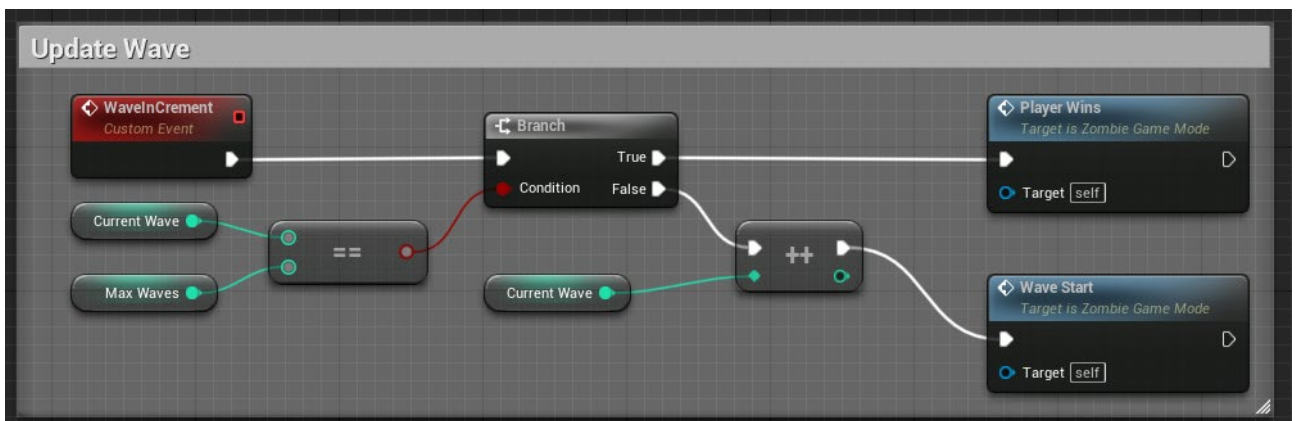 Update Wave
WaveInCrement
Custom Event
Current Wave
Max Waves
==
Branch
True
Condition
False
Current Wave
++
Player Wins
Target is Zombie Game Mode
Target self
Wave Start
Target is Zombie Game Mode
Target self